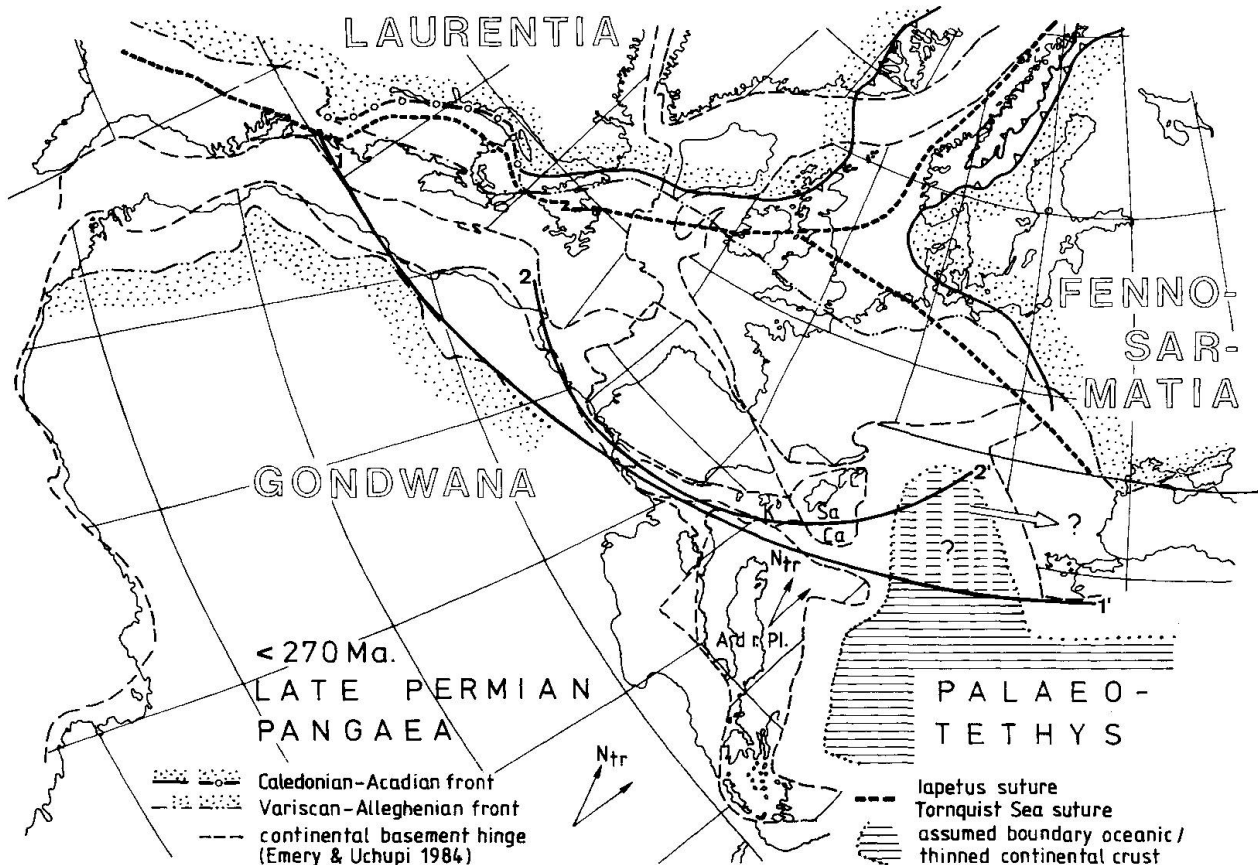 LAURENTIA
1
2
FENNO-
SAR-
MATIA
GONDWANA
2'
K
Sa
?
Ca
?
Ntr
1'
Adr. Pl.
<270 Ma.
LATE PERMIAN
PANGAEA
PALAEO-
TETHYS
Ntr
Caledonian-Acadian front
Variscan-Alleghenian front
continental basement hinge
(Emery & Uchupi 1984)
Iapetus suture
Tornquist Sea suture
assumed boundary oceanic/
thinned continental crust